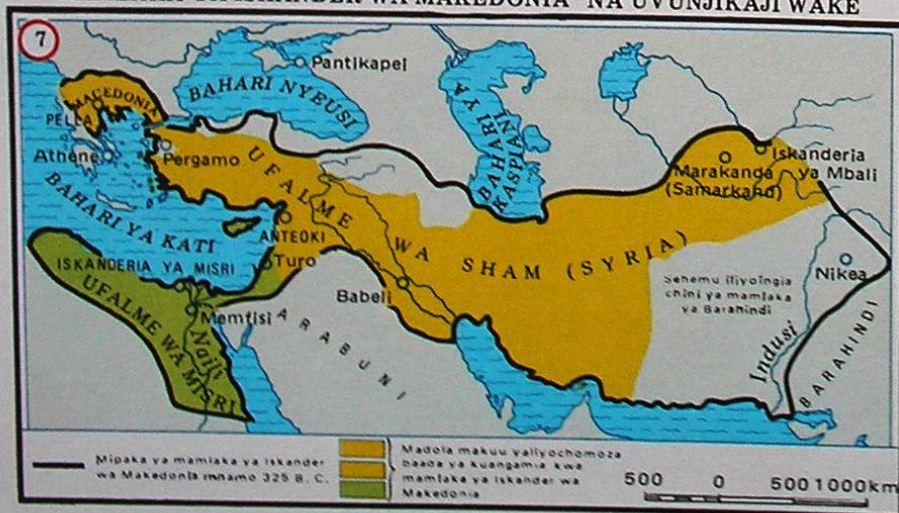 WA MAKEDONIA" NA UVUNJIKAJI WAKE
7
Pantikapei
BAHARI NYEUSI
MACEDONIA
PELLA
Athene
Pergamo
BAHARI YA KASPIANI
Iskanderia ya Mbali
Marakanda
(Samarkand)
UFALME WA SHAM (SYRIA)
BAHARI YA KATI
ANTEOKI
Turo
ISKANDERIA YA MISRI
Babeli
Nikea
Sehemu iliyoingia
chini ya mamlaka
ya Barahindi
UFALME WA MISRI
Memfisi
Naili
ARABUNI
Indusi
BARAHINDI
Mipaka ya mamlaka ya Iskander
wa Makedonia mnamo 325 B. C.
Madola makuu yaliyochomoza
baada ya kuangamia kwa
mamlaka ya Iskander wa
Makedonia
500 0 500 1000km